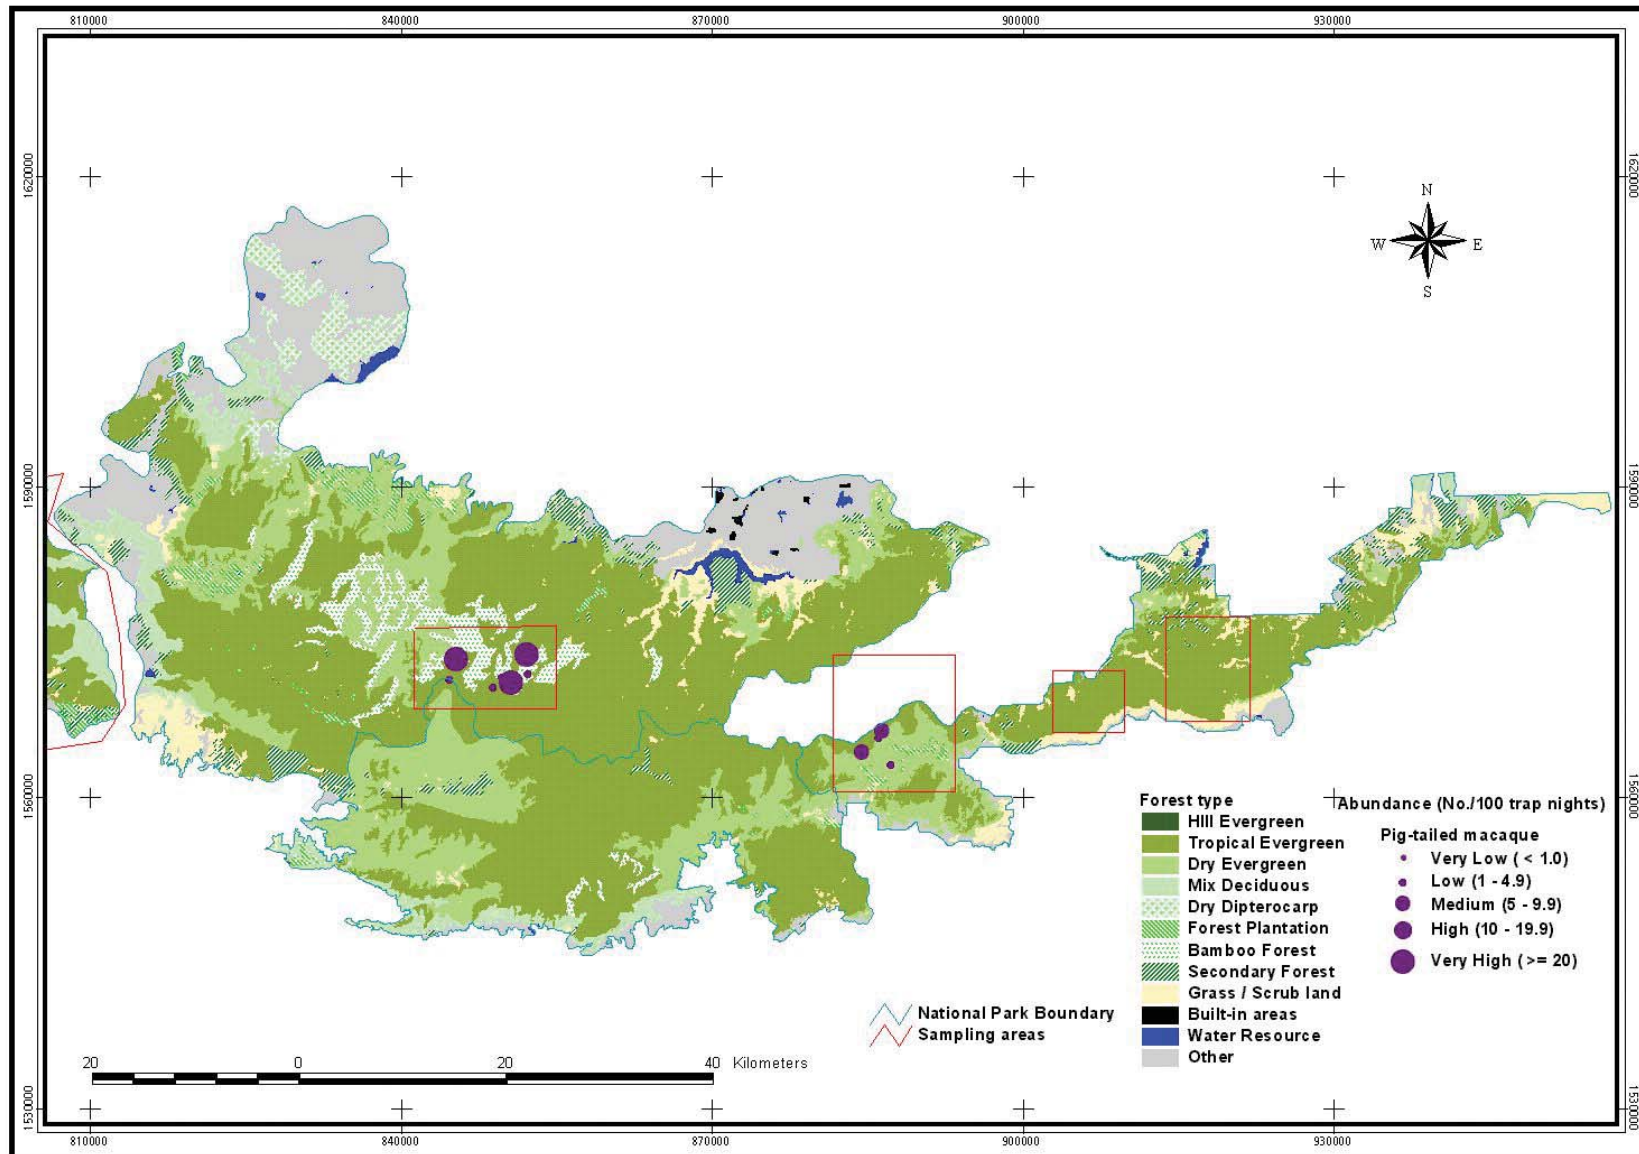 810000 840000 870000 900000 930000
1620000 1620000
N
W E
S
1590000 1590000
1560000 1560000
Forest type
Hill Evergreen
Tropical Evergreen
Dry Evergreen
Mix Deciduous
Dry Dipterocarp
Forest Plantation
Bamboo Forest
Secondary Forest
Grass / Scrub land
Built-in areas
Water Resource
Other
Abundance (No./100 trap nights)
Pig-tailed macaque
Very Low ( < 1.0)
Low (1 - 4.9)
Medium (5 - 9.9)
High (10 - 19.9)
Very High ( >= 20)
National Park Boundary
Sampling areas
20 0 20 40 Kilometers
1530000 1530000
810000 840000 870000 900000 930000